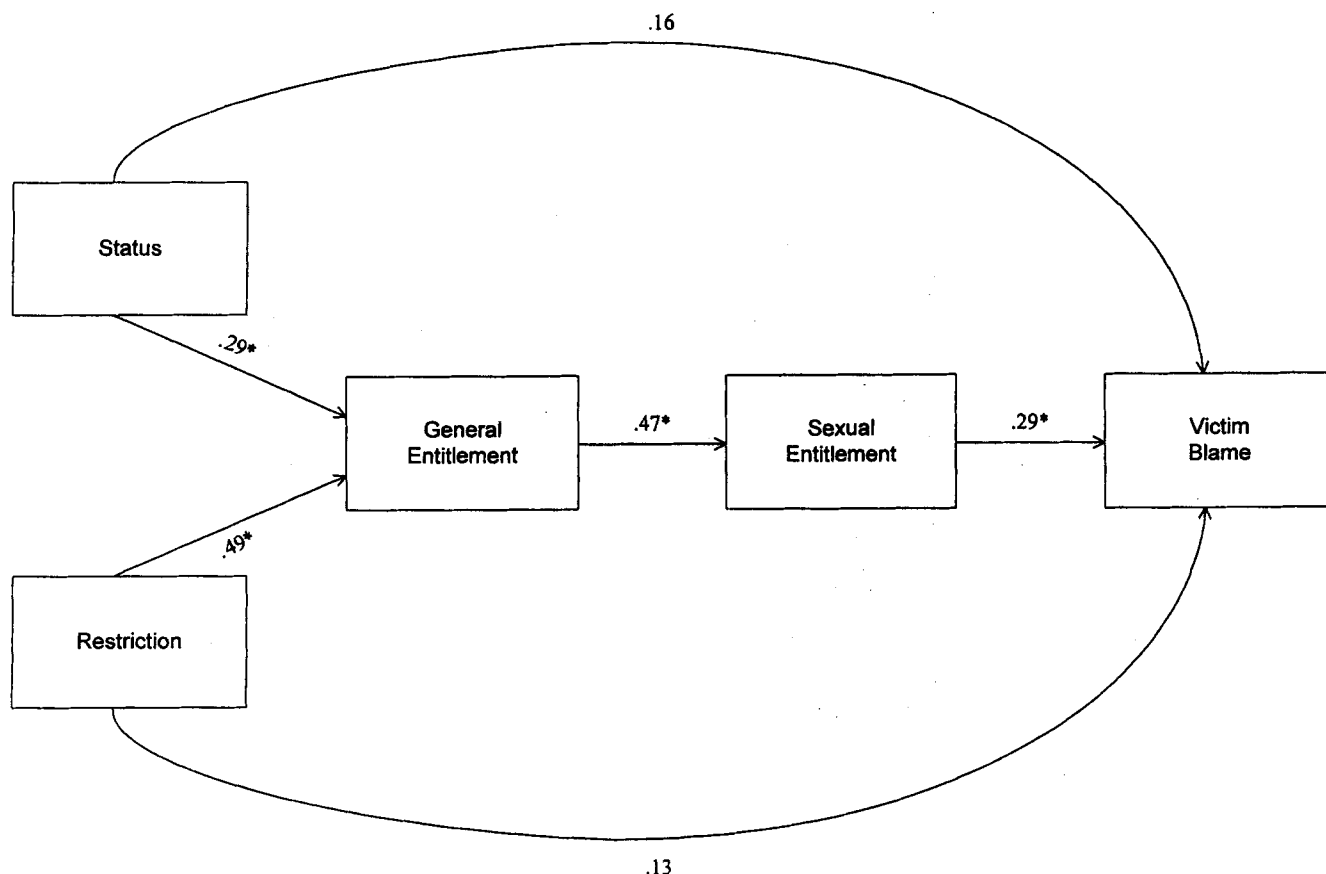 .16
Status
.29*
General
Entitlement
.47*
Sexual
Entitlement
.29*
Victim
Blame
.49*
Restriction
.13